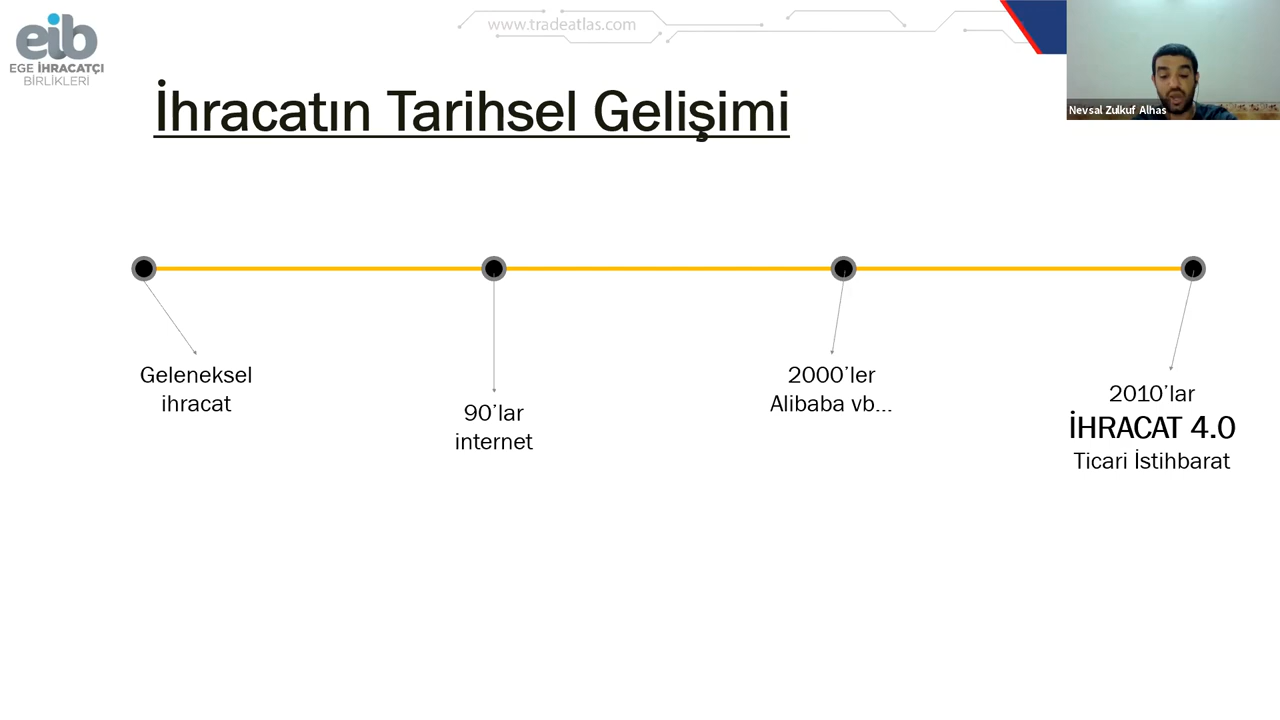 eib
EGE İHRACATÇI
BİRLİKLERİ
www.tradeatlas.com
Nevsal Zulkuf Alhas
İhracatın Tarihsel Gelişimi
Geleneksel
ihracat
90’lar
internet
2000’ler
Alibaba vb...
2010’lar
İHRACAT 4.0
Ticari İstihbarat